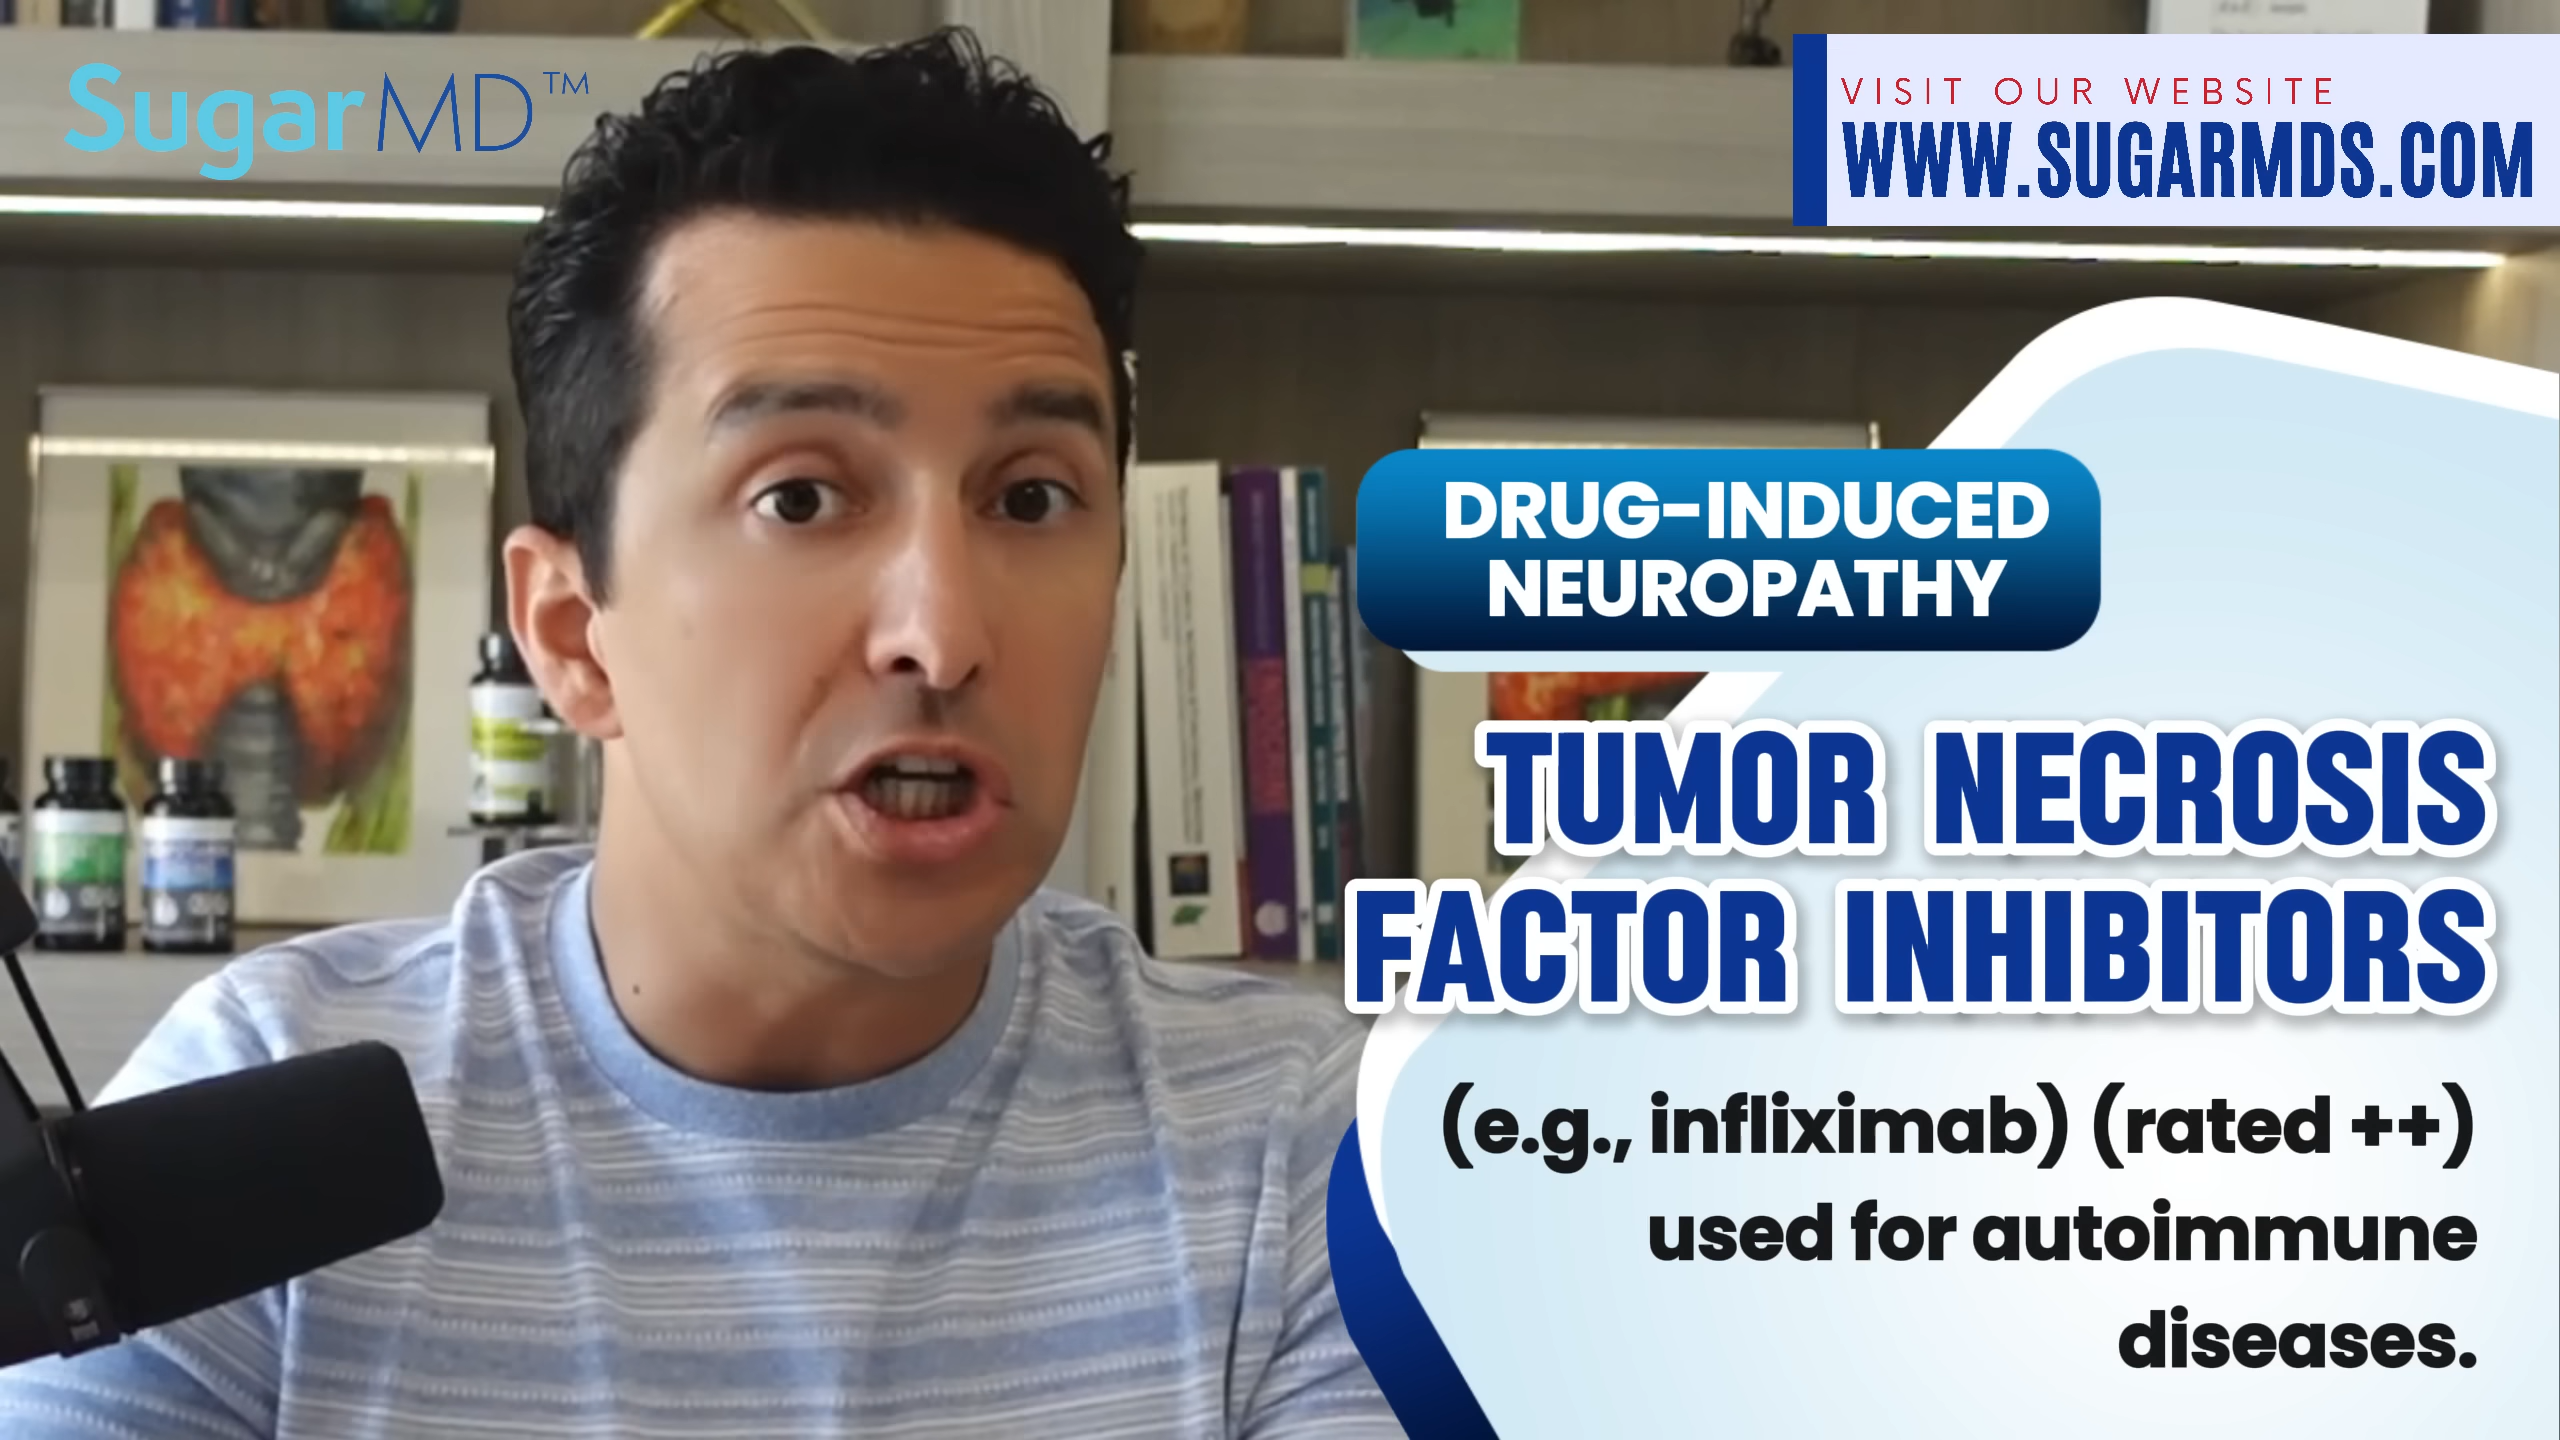 SugarMD™
VISIT OUR WEBSITE
WWW.SUGARMDS.COM
DRUG-INDUCED
NEUROPATHY
TUMOR NECROSIS
FACTOR INHIBITORS
(e.g., infliximab) (rated ++)
used for autoimmune
diseases.